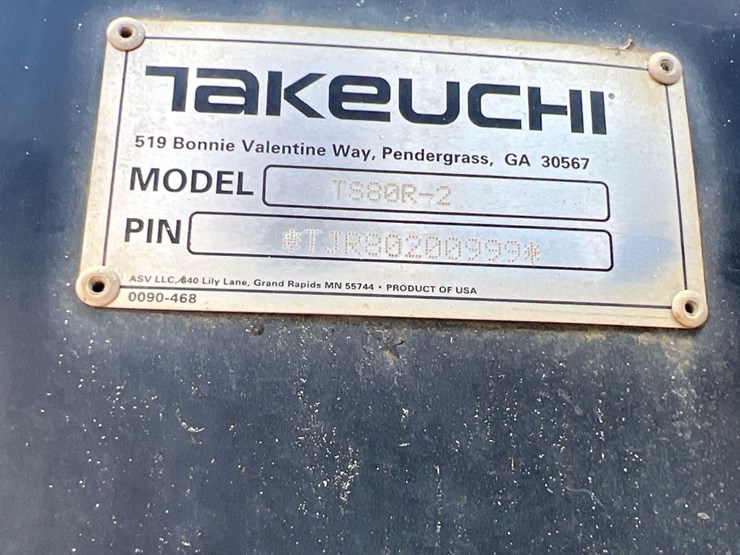 TAKEUCHI
519 Bonnie Valentine Way, Pendergrass, GA 30567
MODEL TS80R-2
PIN *TJR80200999*
ASV LLC, 840 Lily Lane, Grand Rapids MN 55744 • PRODUCT OF USA
0090-468